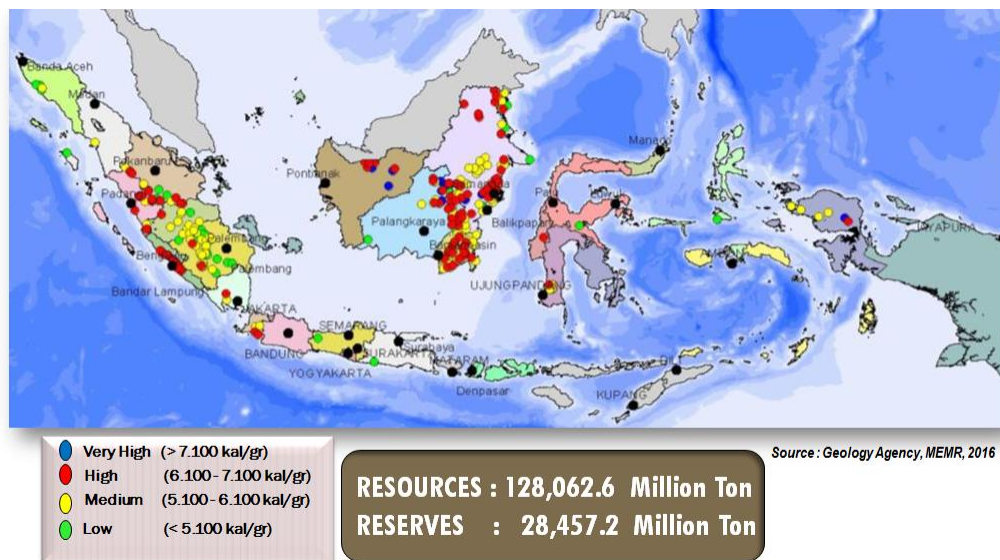 Banda Aceh
Medan
Pekanbaru
Pontianak
Padang
Manado
Palu
Palangkaraya
Balikpapan
JAYAPURA
Palembang
Palembang
Bandar Lampung
UJUNGPANDANG
JAKARTA
SEMARANG
BANDUNG
SURAKARTA
Surabaya
MATARAM
YOGYAKARTA
Denpasar
Dili
KUPANG
Very High (> 7.100 kal/gr)
High (6.100 - 7.100 kal/gr)
Medium (5.100 - 6.100 kal/gr)
Low (< 5.100 kal/gr)
Source : Geology Agency, MEMR, 2016
RESOURCES : 128,062.6 Million Ton
RESERVES : 28,457.2 Million Ton